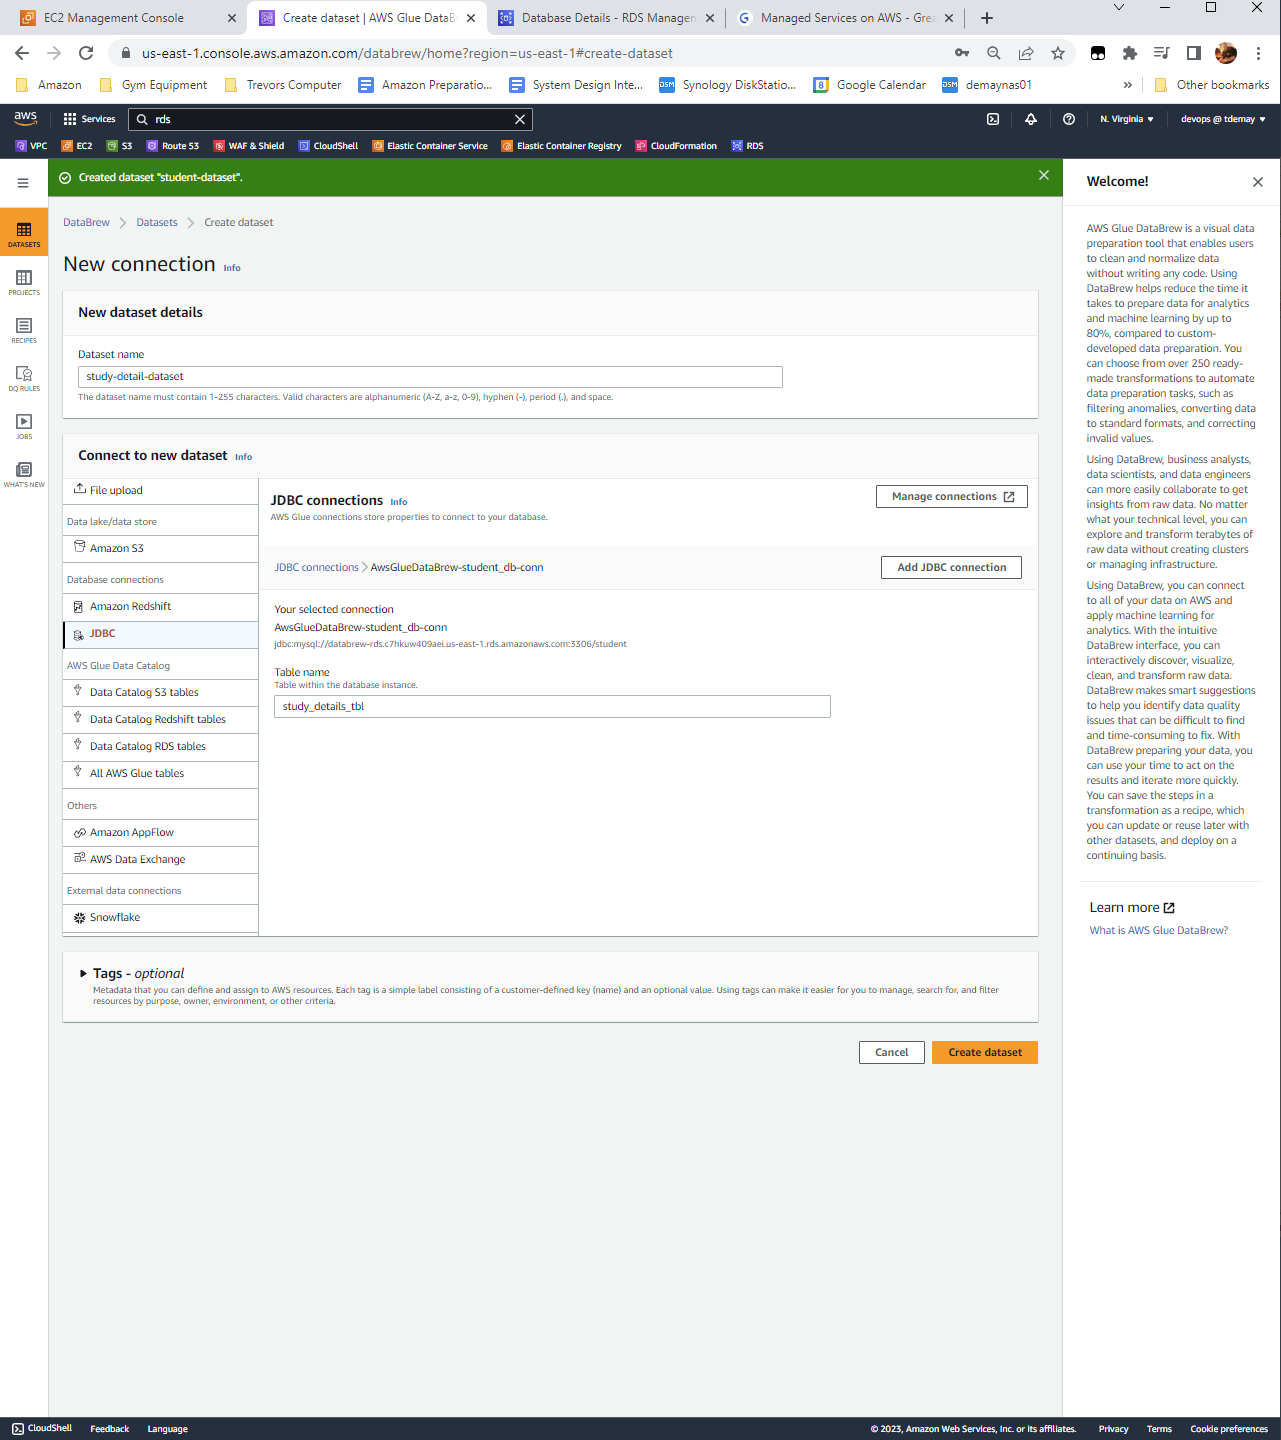 EC2 Management Console
Create dataset | AWS Glue DataB
Database Details - RDS Managem
Managed Services on AWS - Grea
us-east-1.console.aws.amazon.com/databrew/home?region=us-east-1#create-dataset
Amazon
Gym Equipment
Trevors Computer
Amazon Preparatio...
System Design Inte...
DSM
Synology DiskStatio...
8
Google Calendar
DSM
demaynas01
»
Other bookmarks
aws
Services
rds
N. Virginia
devops @ tdemay
VPC
EC2
S3
Route 53
WAF & Shield
CloudShell
Elastic Container Service
Elastic Container Registry
CloudFormation
RDS
Created dataset "student-dataset".
DATASETS
PROJECTS
RECIPES
DQ RULES
JOBS
WHAT'S NEW
DataBrew
Datasets
Create dataset
New connection Info
New dataset details
Dataset name
study-detail-dataset
The dataset name must contain 1-255 characters. Valid characters are alphanumeric (A-Z, a-z, 0-9), hyphen (-), period (.), and space.
Connect to new dataset Info
File upload
Data lake/data store
Amazon S3
Database connections
Amazon Redshift
JDBC
AWS Glue Data Catalog
Data Catalog S3 tables
Data Catalog Redshift tables
Data Catalog RDS tables
All AWS Glue tables
Others
Amazon AppFlow
AWS Data Exchange
External data connections
Snowflake
JDBC connections Info
AWS Glue connections store properties to connect to your database.
Manage connections
JDBC connections
AwsGlueDataBrew-student_db-conn
Add JDBC connection
Your selected connection
AwsGlueDataBrew-student_db-conn
jdbc:mysql://databrew-rds.c7hkuw409aei.us-east-1.rds.amazonaws.com:3306/student
Table name
Table within the database instance.
study_details_tbl
Tags - optional
Metadata that you can define and assign to AWS resources. Each tag is a simple label consisting of a customer-defined key (name) and an optional value. Using tags can make it easier for you to manage, search for, and filter
resources by purpose, owner, environment, or other criteria.
Cancel
Create dataset
Welcome!
AWS Glue DataBrew is a visual data
preparation tool that enables users
to clean and normalize data
without writing any code. Using
DataBrew helps reduce the time it
takes to prepare data for analytics
and machine learning by up to
80%, compared to custom-
developed data preparation. You
can choose from over 250 ready-
made transformations to automate
data preparation tasks, such as
filtering anomalies, converting data
to standard formats, and correcting
invalid values.
Using DataBrew, business analysts,
data scientists, and data engineers
can more easily collaborate to get
insights from raw data. No matter
what your technical level, you can
explore and transform terabytes of
raw data without creating clusters
or managing infrastructure.
Using DataBrew, you can connect
to all of your data on AWS and
apply machine learning for
analytics. With the intuitive
DataBrew interface, you can
interactively discover, visualize,
clean, and transform raw data.
DataBrew makes smart suggestions
to help you identify data quality
issues that can be difficult to find
and time-consuming to fix. With
DataBrew preparing your data, you
can use your time to act on the
results and iterate more quickly.
You can save the steps in a
transformation as a recipe, which
you can update or reuse later with
other datasets, and deploy on a
continuing basis.
Learn more
What is AWS Glue DataBrew?
CloudShell
Feedback
Language
© 2023, Amazon Web Services, Inc. or its affiliates.
Privacy
Terms
Cookie preferences